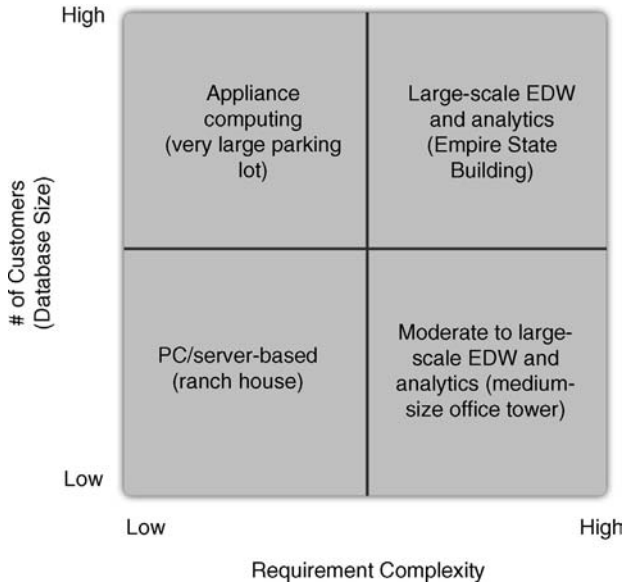 High
Appliance
computing
(very large parking
lot)
Large-scale EDW
and analytics
(Empire State
Building)
# of Customers
(Database Size)
PC/server-based
(ranch house)
Moderate to large-
scale EDW and
analytics (medium-
size office tower)
Low
Low
High
Requirement Complexity